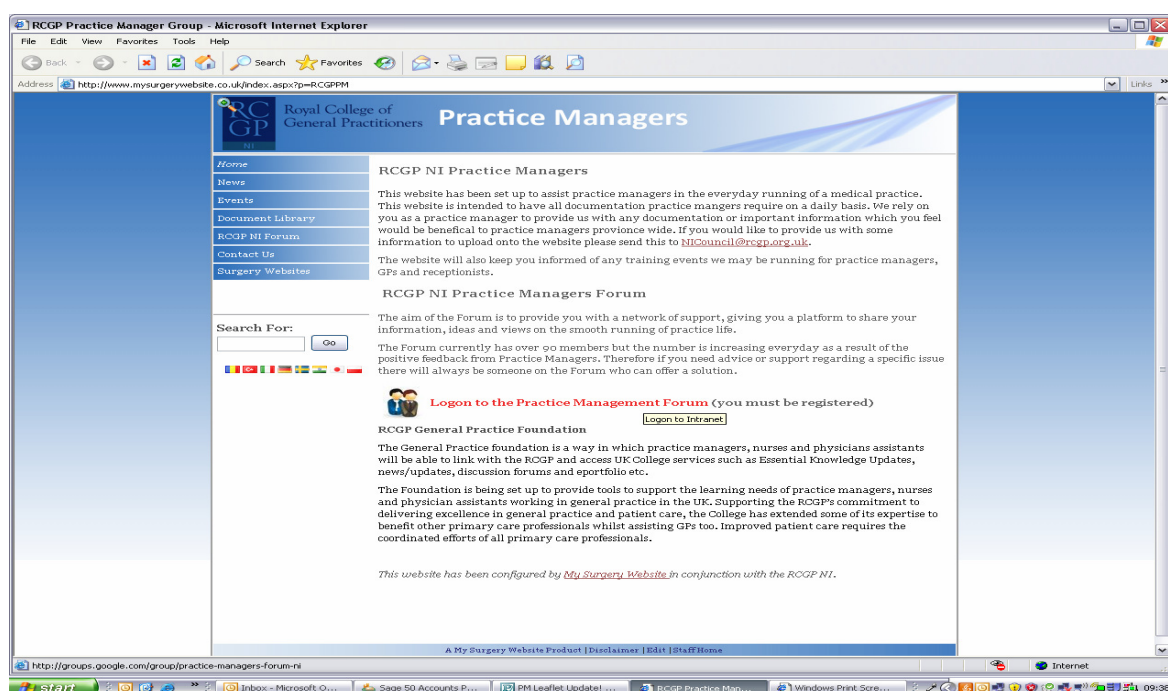 RCGP Practice Manager Group - Microsoft Internet Explorer
File Edit View Favorites Tools Help
Back Search Favorites
Address http://www.mysurgerywebsite.co.uk/index.aspx?p=RCGPPM Links
RC GP NI
Royal College of
General Practitioners
Practice Managers
Home
News
Events
Document Library
RCGP NI Forum
Contact Us
Surgery Websites
Search For:
Go
RCGP NI Practice Managers
This website has been set up to assist practice managers in the everyday running of a medical practice.
This website is intended to have all documentation practice mangers require on a daily basis. We rely on
you as a practice manager to provide us with any documentation or important information which you feel
would be benefical to practice managers provionce wide. If you would like to provide us with some
information to upload onto the website please send this to NICouncil@rcgp.org.uk.
The website will also keep you informed of any training events we may be running for practice managers,
GPs and receptionists.
RCGP NI Practice Managers Forum
The aim of the Forum is to provide you with a network of support, giving you a platform to share your
information, ideas and views on the smooth running of practice life.
The Forum currently has over 90 members but the number is increasing everyday as a result of the
positive feedback from Practice Managers. Therefore if you need advice or support regarding a specific issue
there will always be someone on the Forum who can offer a solution.
Logon to the Practice Management Forum (you must be registered)
Logon to Intranet
RCGP General Practice Foundation
The General Practice foundation is a way in which practice managers, nurses and physicians assistants
will be able to link with the RCGP and access UK College services such as Essential Knowledge Updates,
news/updates, discussion forums and eportfolio etc.
The Foundation is being set up to provide tools to support the learning needs of practice managers, nurses
and physician assistants working in general practice in the UK. Supporting the RCGP's commitment to
delivering excellence in general practice and patient care, the College has extended some of its expertise to
benefit other primary care professionals whilst assisting GPs too. Improved patient care requires the
coordinated efforts of all primary care professionals.
This website has been configured by My Surgery Website in conjunction with the RCGP NI.
A My Surgery Website Product | Disclaimer | Edit | StaffHome
http://groups.google.com/group/practice-managers-forum-ni Internet
start Inbox - Microsoft O... Sage 50 Accounts P... PM Leaflet Update! ... RCGP Practice Man... Windows Print Scre... 09:33